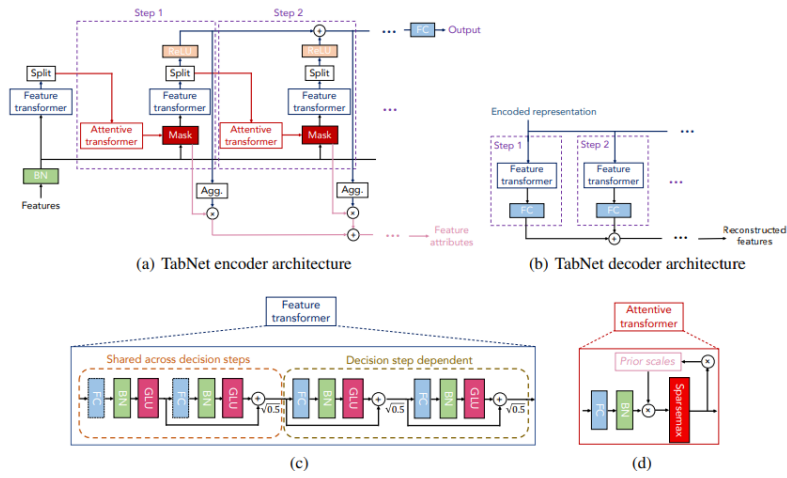 Step 1
Step 2
FC
Output
ReLU
ReLU
Split
Split
Split
Feature
transformer
Feature
transformer
Feature
transformer
Attentive
transformer
Mask
Attentive
transformer
Mask
BN
Features
Agg.
Agg.
Feature
attributes
(a) TabNet encoder architecture
Encoded representation
Step 1
Step 2
Feature
transformer
Feature
transformer
FC
FC
Reconstructed
features
(b) TabNet decoder architecture
Feature
transformer
Shared across decision steps
Decision step dependent
FC
BN
GLU
FC
BN
GLU
√0.5
FC
BN
GLU
√0.5
FC
BN
GLU
√0.5
(c)
Attentive
transformer
Prior scales
FC
BN
Sparsemax
(d)